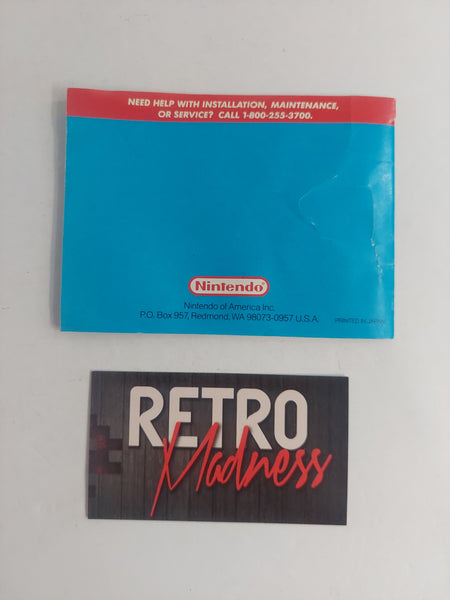 NEED HELP WITH INSTALLATION, MAINTENANCE,
OR SERVICE? CALL 1-800-255-3700.
Nintendo
Nintendo of America Inc.
P.O. Box 957, Redmond, WA 98073-0957 U.S.A.
PRINTED IN JAPAN
RETRO
Madness